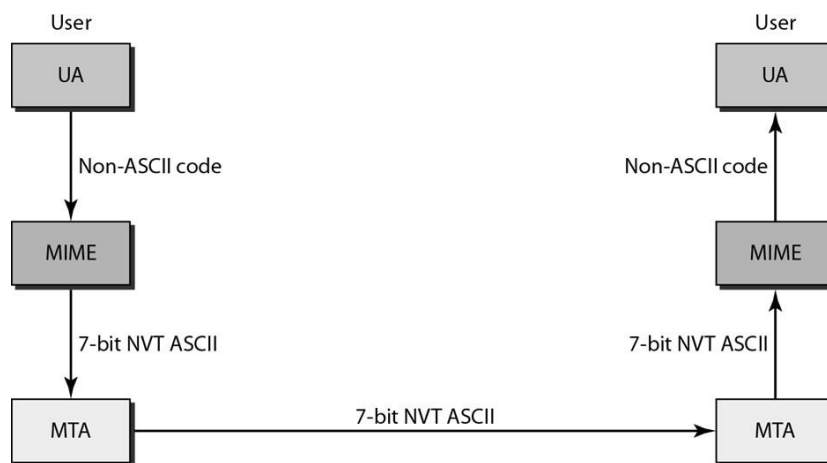 User User
UA UA
Non-ASCII code Non-ASCII code
MIME MIME
7-bit NVT ASCII 7-bit NVT ASCII
7-bit NVT ASCII
MTA MTA